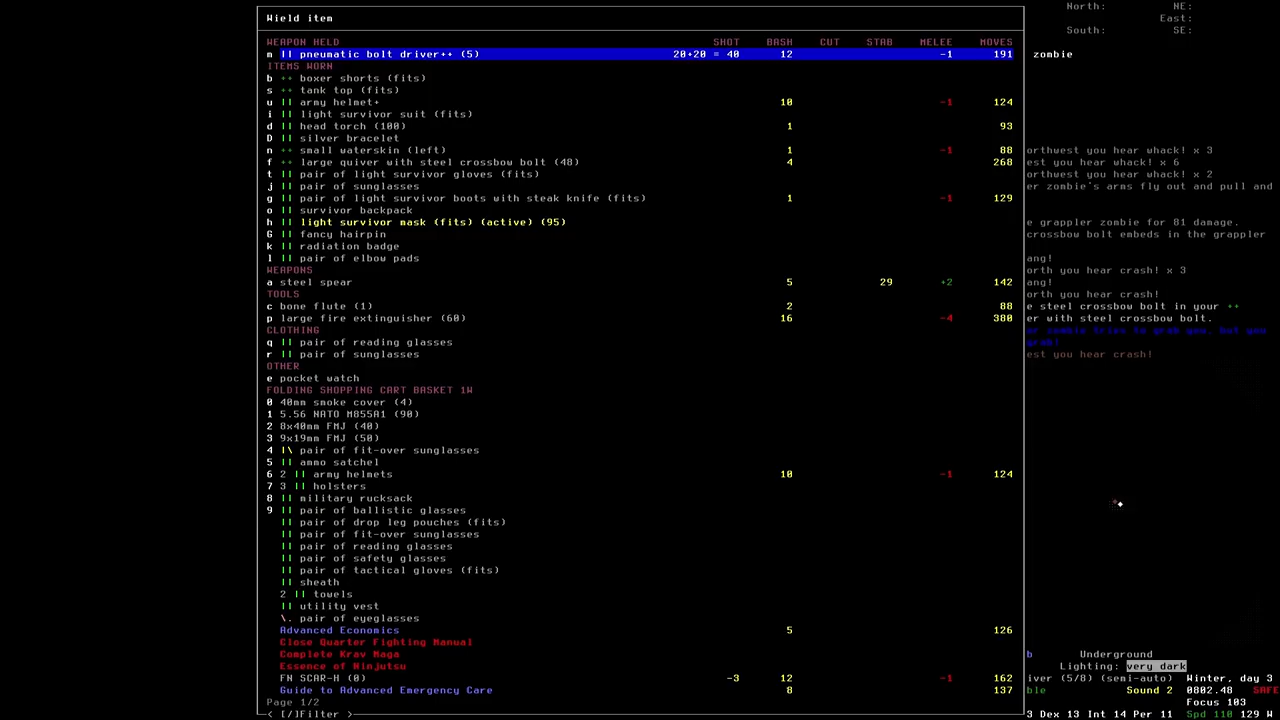 Wield item
WEAPON HELD SHOT BASH CUT STAB MELEE MOVES
m || pneumatic bolt driver++ (5) 20+20 = 40 12 -1 191
ITEMS WORN
b ++ boxer shorts (fits)
s ++ tank top (fits)
u || army helmet+ 10 -1 124
i || light survivor suit (fits)
d || head torch (100) 1 93
D || silver bracelet
n ++ small waterskin (left) 1 -1 88
f ++ large quiver with steel crossbow bolt (48) 4 268
t || pair of light survivor gloves (fits)
j || pair of sunglasses
g || pair of light survivor boots with steak knife (fits) 1 -1 129
o || survivor backpack
h || light survivor mask (fits) (active) (95)
G || fancy hairpin
k || radiation badge
l || pair of elbow pads
WEAPONS
a steel spear 5 29 +2 142
TOOLS
c bone flute (1) 2 88
p large fire extinguisher (60) 16 -4 380
CLOTHING
q || pair of reading glasses
r || pair of sunglasses
OTHER
e pocket watch
FOLDING SHOPPING CART BASKET 1W
0 40mm smoke cover (4)
1 5.56 NATO M855A1 (90)
2 8x40mm FMJ (40)
3 9x19mm FMJ (50)
4 |\ pair of fit-over sunglasses
5 || ammo satchel
6 2 || army helmets 10 -1 124
7 3 || holsters
8 || military rucksack
9 || pair of ballistic glasses
|| pair of drop leg pouches (fits)
|| pair of fit-over sunglasses
|| pair of reading glasses
|| pair of safety glasses
|| pair of tactical gloves (fits)
|| sheath
2 || towels
|| utility vest
\. pair of eyeglasses
Advanced Economics 5 126
Close Quarter Fighting Manual
Complete Krav Maga
Essence of Ninjutsu
FN SCAR-H (0) -3 12 -1 162
Guide to Advanced Emergency Care 8 137
Page 1/2
< [/]Filter >
North: NE:
East:
South: SE:
zombie
orthwest you hear whack! x 3
est you hear whack! x 6
orthwest you hear whack! x 2
er zombie's arms fly out and pull and
e grappler zombie for 81 damage.
crossbow bolt embeds in the grappler
ang!
orth you hear crash! x 3
ang!
orth you hear crash!
e steel crossbow bolt in your ++
er with steel crossbow bolt.
ar zombie tries to grab you, but you
grab!
est you hear crash!
b Underground
Lighting: very dark
iver (5/8) (semi-auto) Winter, day 3
ble Sound 2 0802.48 SAFE
Focus 103
3 Dex 13 Int 14 Per 11 Spd 110 129 W